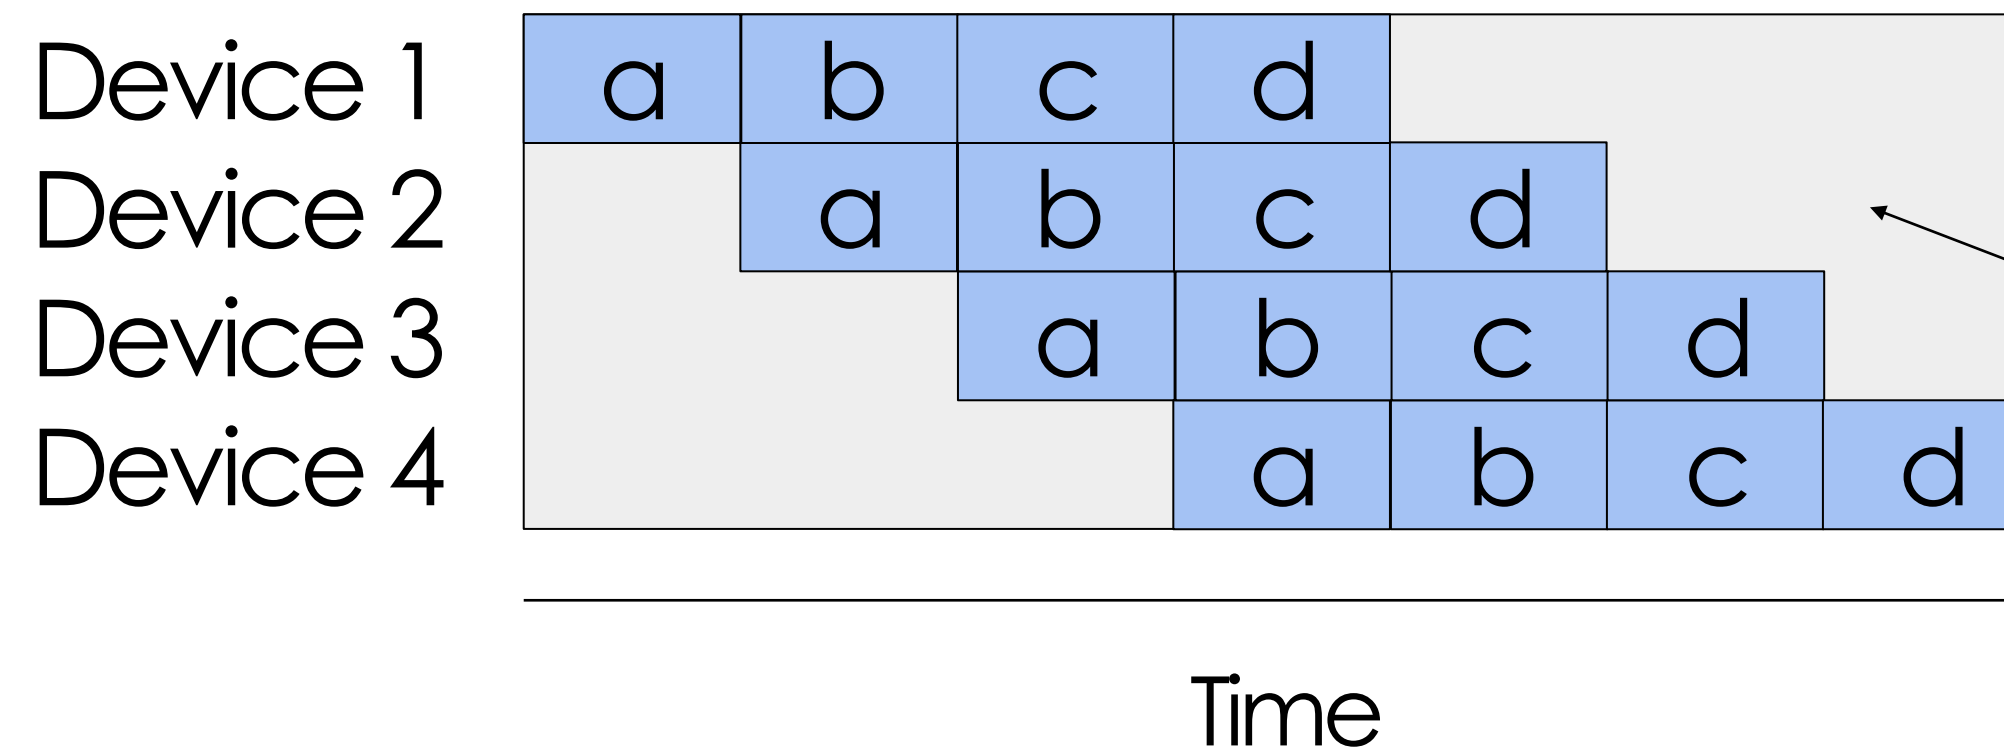 Device 1 a b c d
Device 2 a b c d
Device 3 a b c d
Device 4 a b c d
Time